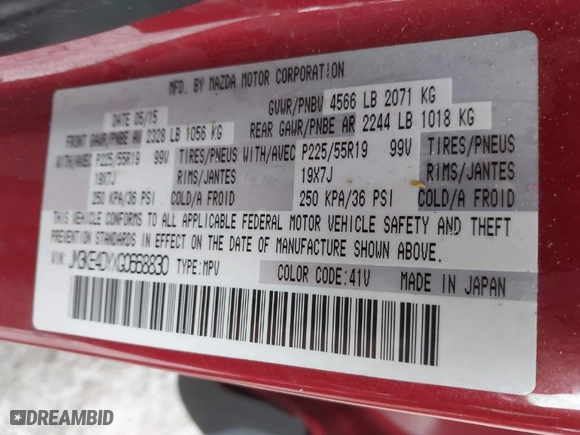 MFD. BY MAZDA MOTOR CORPORATION
DATE 05/15 GVWR/PNBV 4566 LB 2071 KG
FRONT GAWR/PNBE AV 2328 LB 1056 KG REAR GAWR/PNBE AR 2244 LB 1018 KG
WITH/AVEC P225/55R19 99V TIRES/PNEUS WITH/AVEC P225/55R19 99V TIRES/PNEUS
19X7J RIMS/JANTES 19X7J RIMS/JANTES
250 KPA/36 PSI COLD/A FROID 250 KPA/36 PSI COLD/A FROID
THIS VEHICLE CONFORMS TO ALL APPLICABLE FEDERAL MOTOR VEHICLE SAFETY AND THEFT
PREVENTION STANDARDS IN EFFECT ON THE DATE OF MANUFACTURE SHOWN ABOVE.
VIN: TYPE:MPV COLOR CODE:41V MADE IN JAPAN
DREAMBID